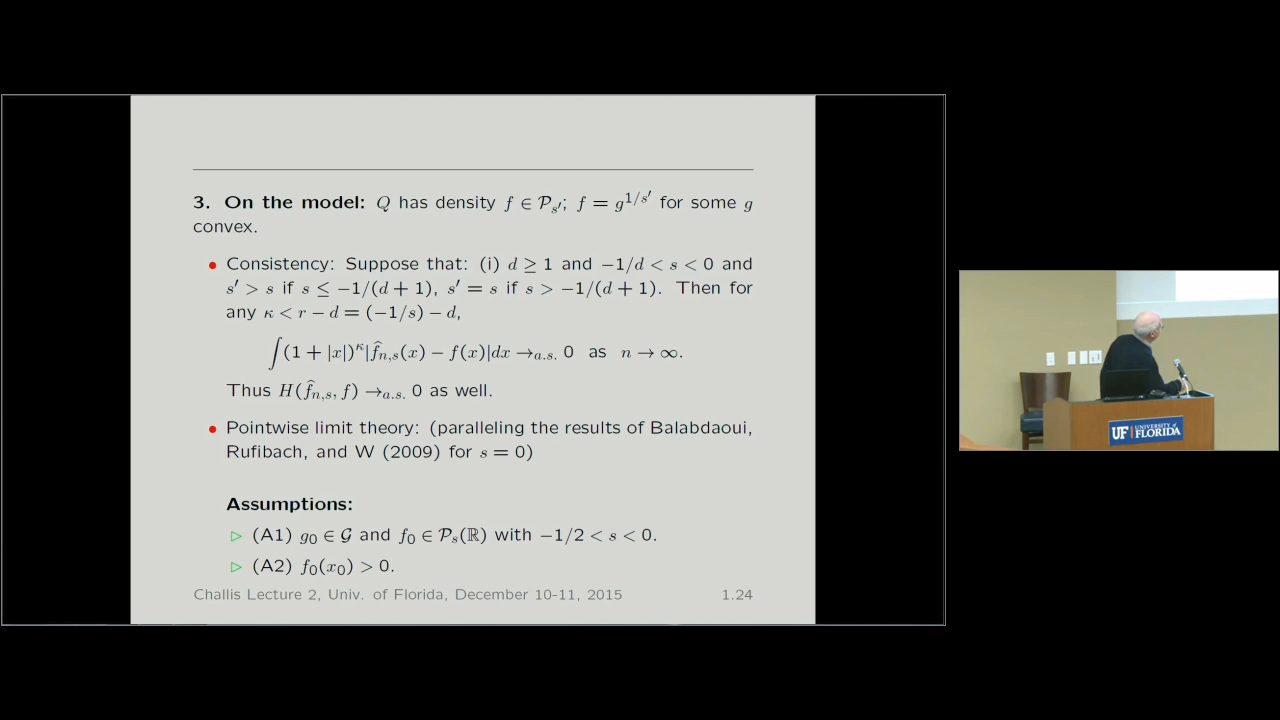 3. On the model: Q has density f ∈ 𝒫_{s′}; f = g^{1/s′} for some g
convex.
• Consistency: Suppose that: (i) d ≥ 1 and −1/d < s < 0 and
s′ > s if s ≤ −1/(d + 1), s′ = s if s > −1/(d + 1). Then for
any κ < r − d = (−1/s) − d,
∫(1 + |x|)^κ|f̂_{n,s}(x) − f(x)|dx →_{a.s.} 0 as n → ∞.
Thus H(f̂_{n,s}, f) →_{a.s.} 0 as well.
• Pointwise limit theory: (paralleling the results of Balabdaoui,
Rufibach, and W (2009) for s = 0)
Assumptions:
▷ (A1) g₀ ∈ 𝒢 and f₀ ∈ 𝒫_s(ℝ) with −1/2 < s < 0.
▷ (A2) f₀(x₀) > 0.
Challis Lecture 2, Univ. of Florida, December 10-11, 2015 1.24
UF UNIVERSITY of
FLORIDA